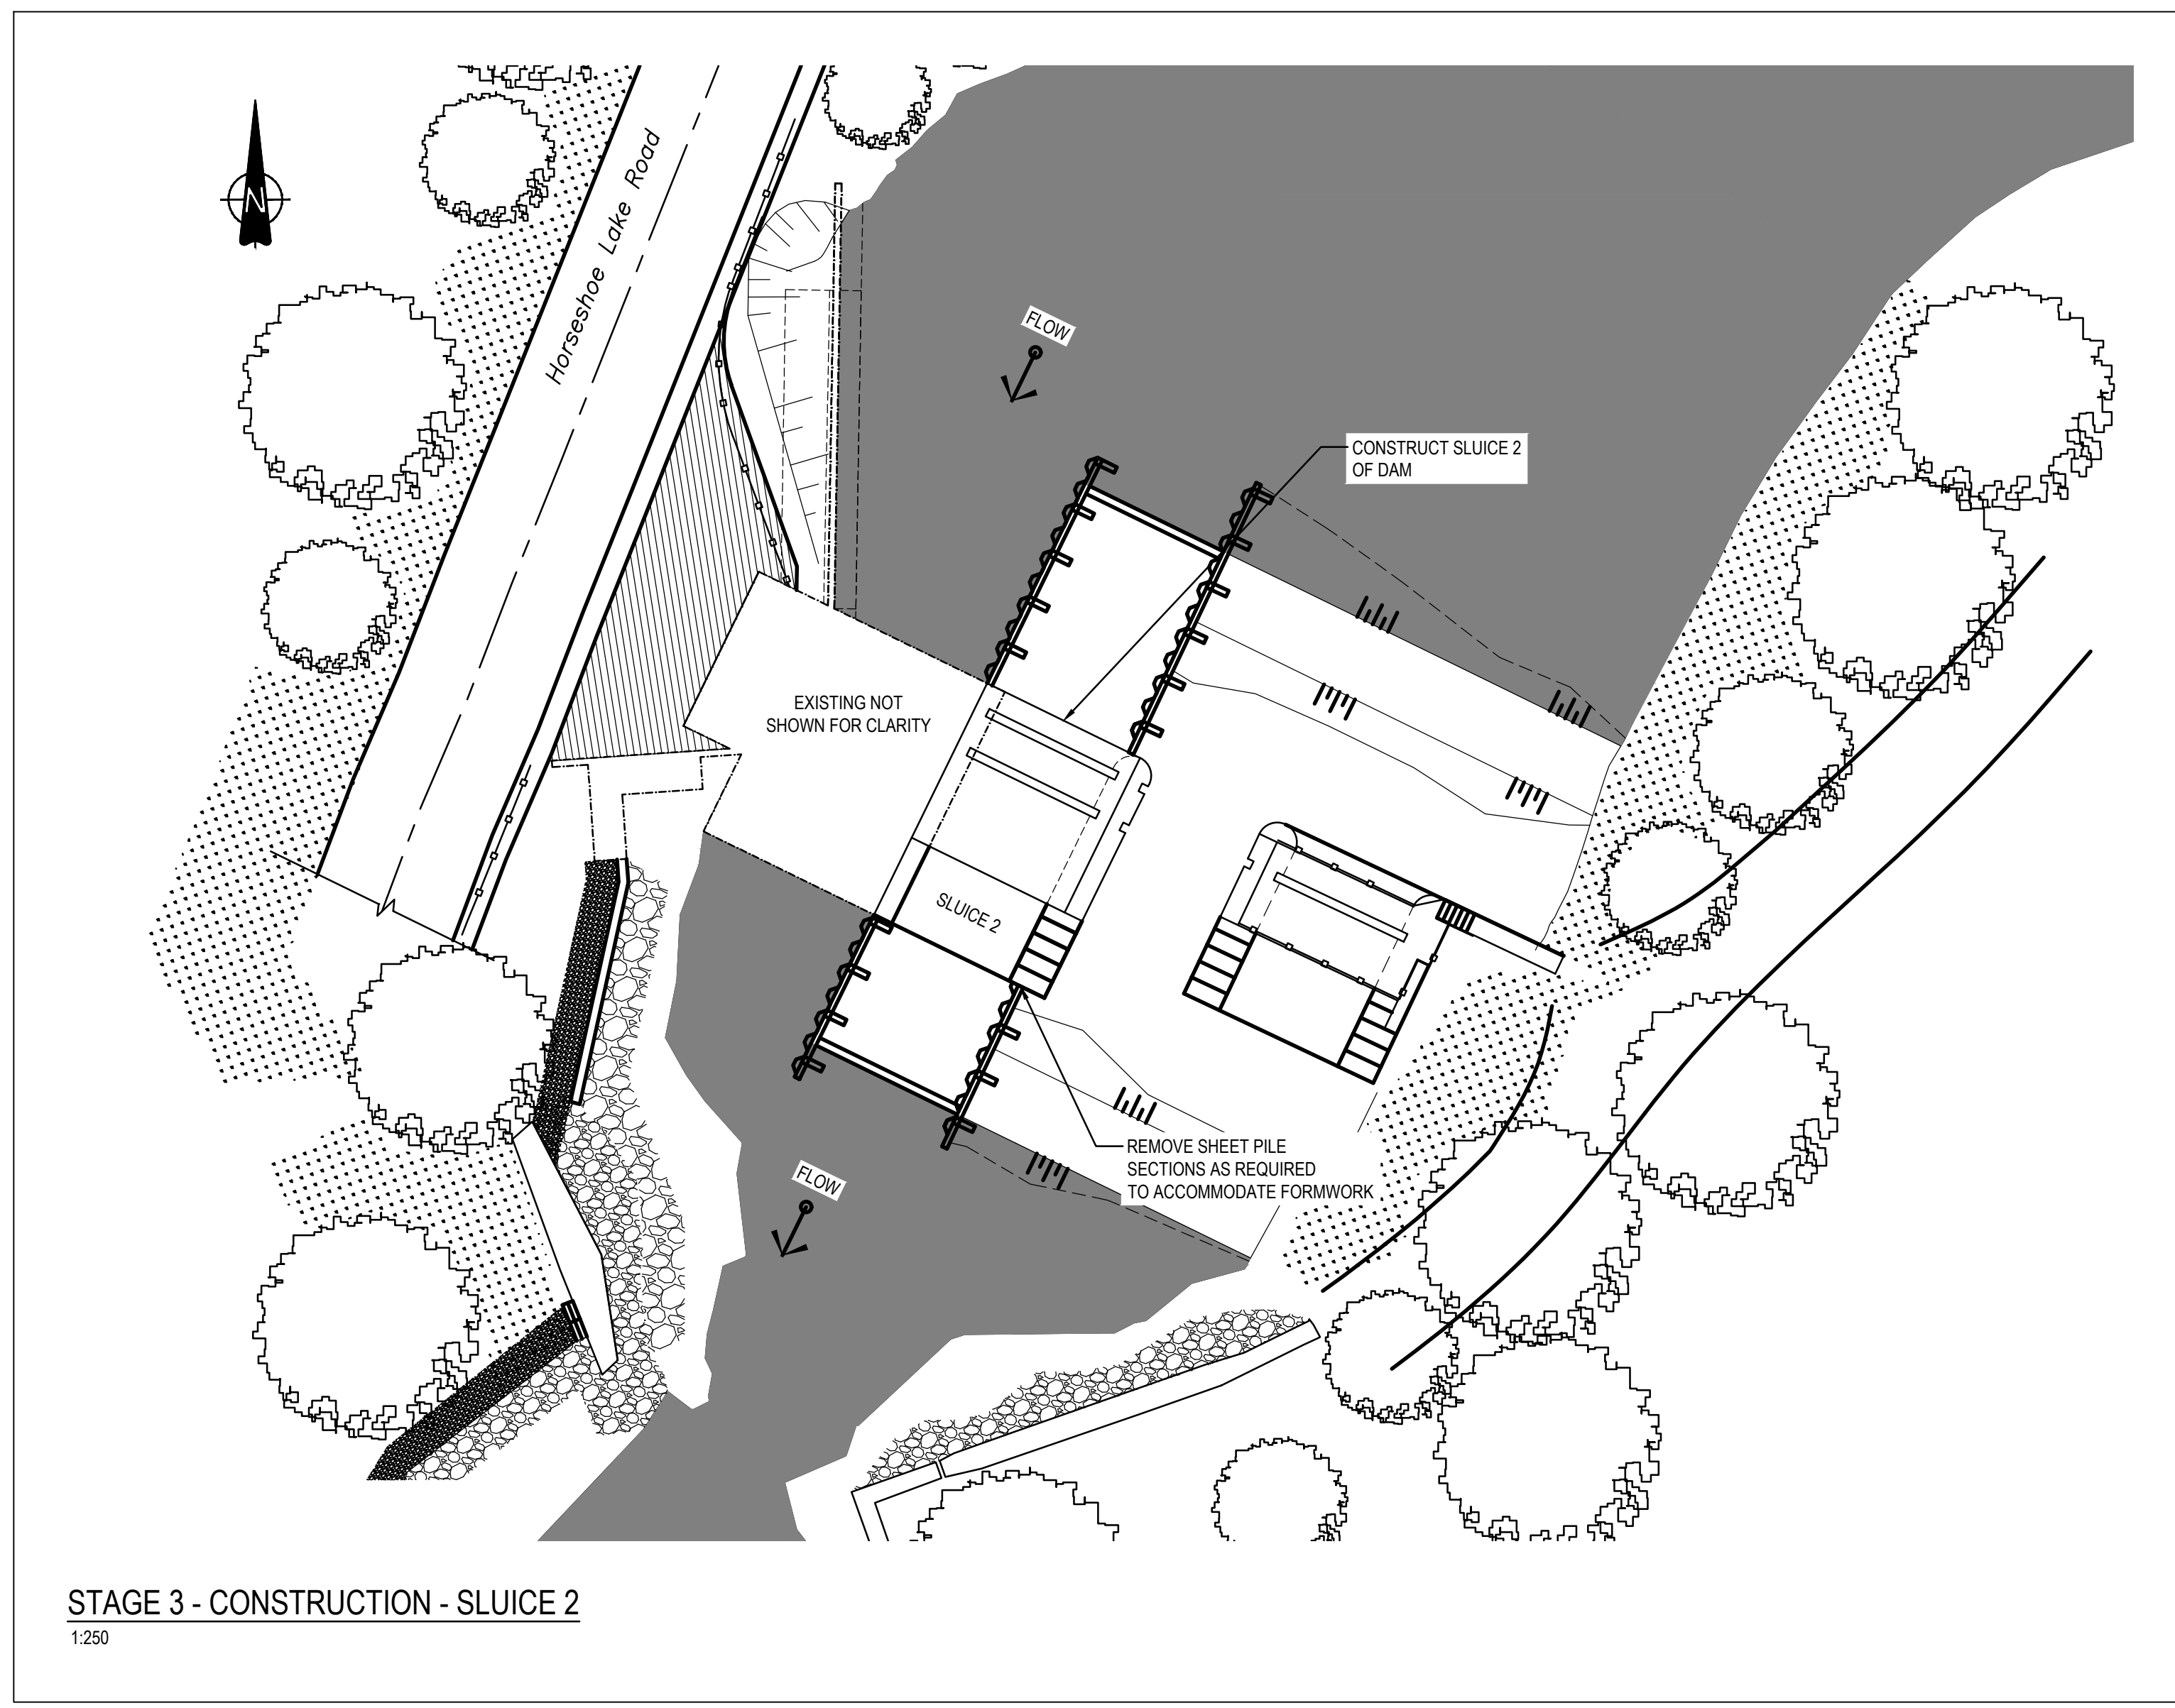 N
Horseshoe Lake Road
FLOW
CONSTRUCT SLUICE 2
OF DAM
EXISTING NOT
SHOWN FOR CLARITY
SLUICE 2
REMOVE SHEET PILE
SECTIONS AS REQUIRED
TO ACCOMMODATE FORMWORK
FLOW
STAGE 3 - CONSTRUCTION - SLUICE 2
1:250